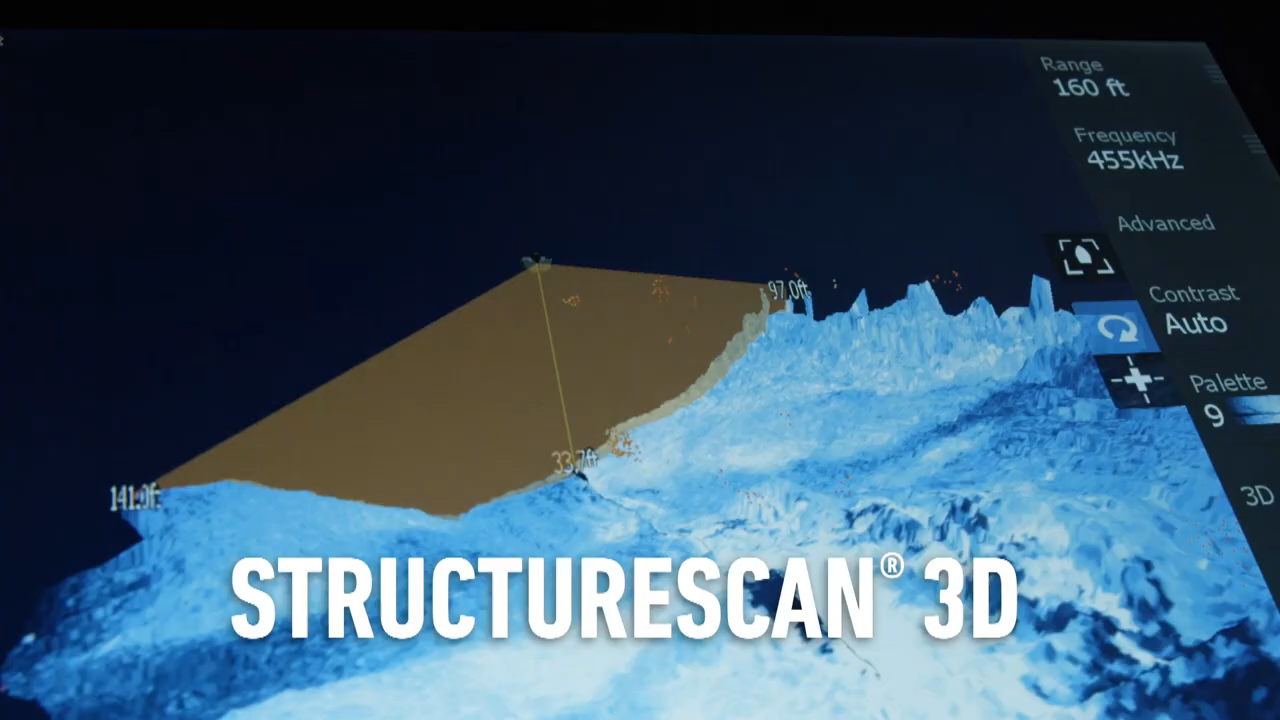 Range
160 ft
Frequency
455kHz
Advanced
Contrast
Auto
Palette
9
3D
97.0ft
33.7ft
141.0ft
STRUCTURESCAN® 3D